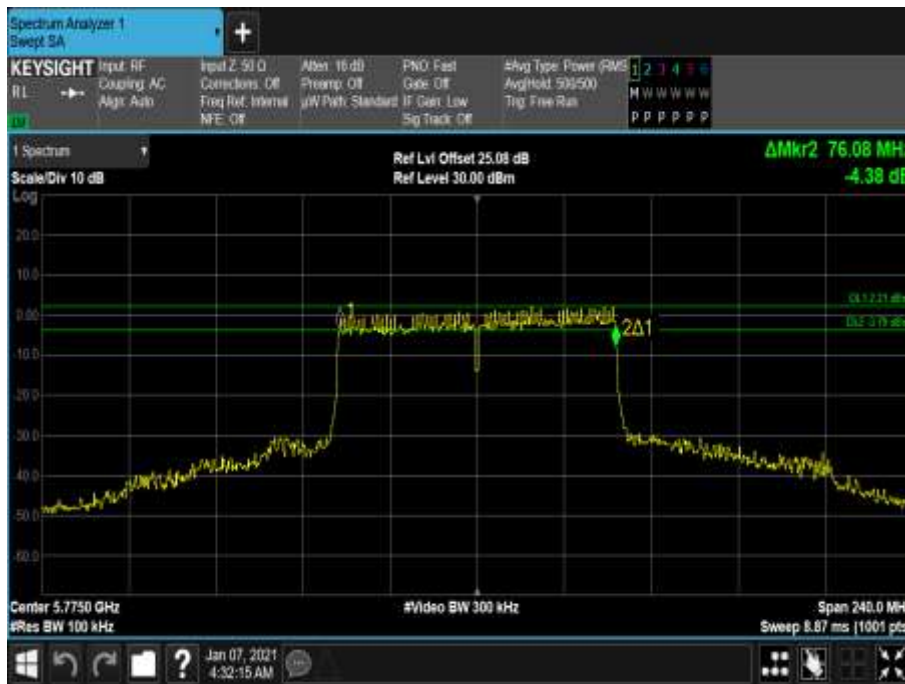 Spectrum Analyzer 1
Swept SA
KEYSIGHT Input: RF
RL
Coupling: AC
Align: Auto
Input Z: 50 Ω
Corrections: Off
Freq Ref: Internal
NFE: Off
Atten: 16 dB
Preamp: Off
µW Path: Standard
PNO: Fast
Gate: Off
IF Gain: Low
Sig Track: Off
#Avg Type: Power (RMS
Avg|Hold: 500/500
Trig: Free Run
1 2 3 4 5 6
M W W W W W
P P P P P P
1 Spectrum
Scale/Div 10 dB
Log
Ref Lvl Offset 25.08 dB
Ref Level 30.00 dBm
ΔMkr2 76.08 MH
-4.38 dB
20.0
10.0
0.00
-10.0
-20.0
-30.0
-40.0
-50.0
-60.0
DL1 2.21 dBm
2Δ1
Center 5.7750 GHz
#Res BW 100 kHz
#Video BW 300 kHz
Span 240.0 MH
Sweep 8.87 ms (1001 pts
Jan 07, 2021
4:32:15 AM